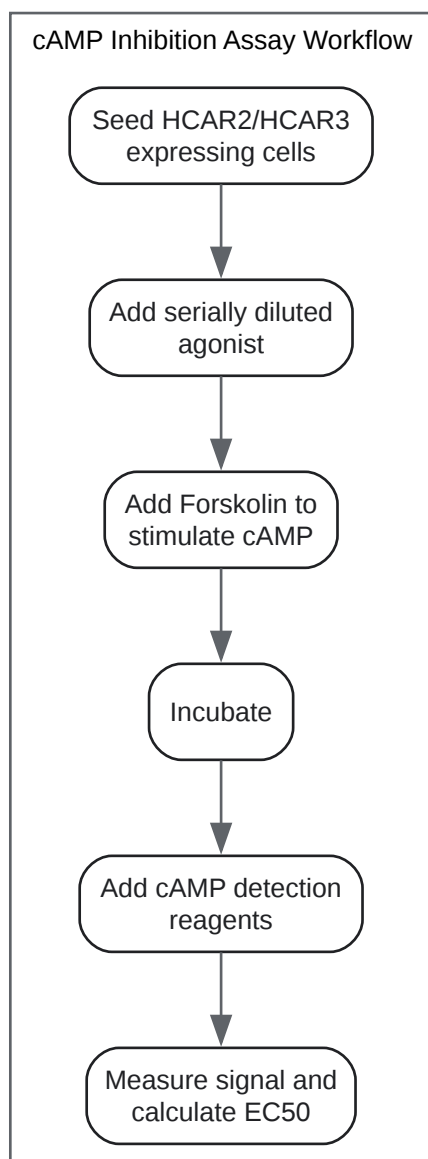 cAMP Inhibition Assay Workflow
Seed HCAR2/HCAR3
expressing cells
Add serially diluted
agonist
Add Forskolin to
stimulate cAMP
Incubate
Add cAMP detection
reagents
Measure signal and
calculate EC50